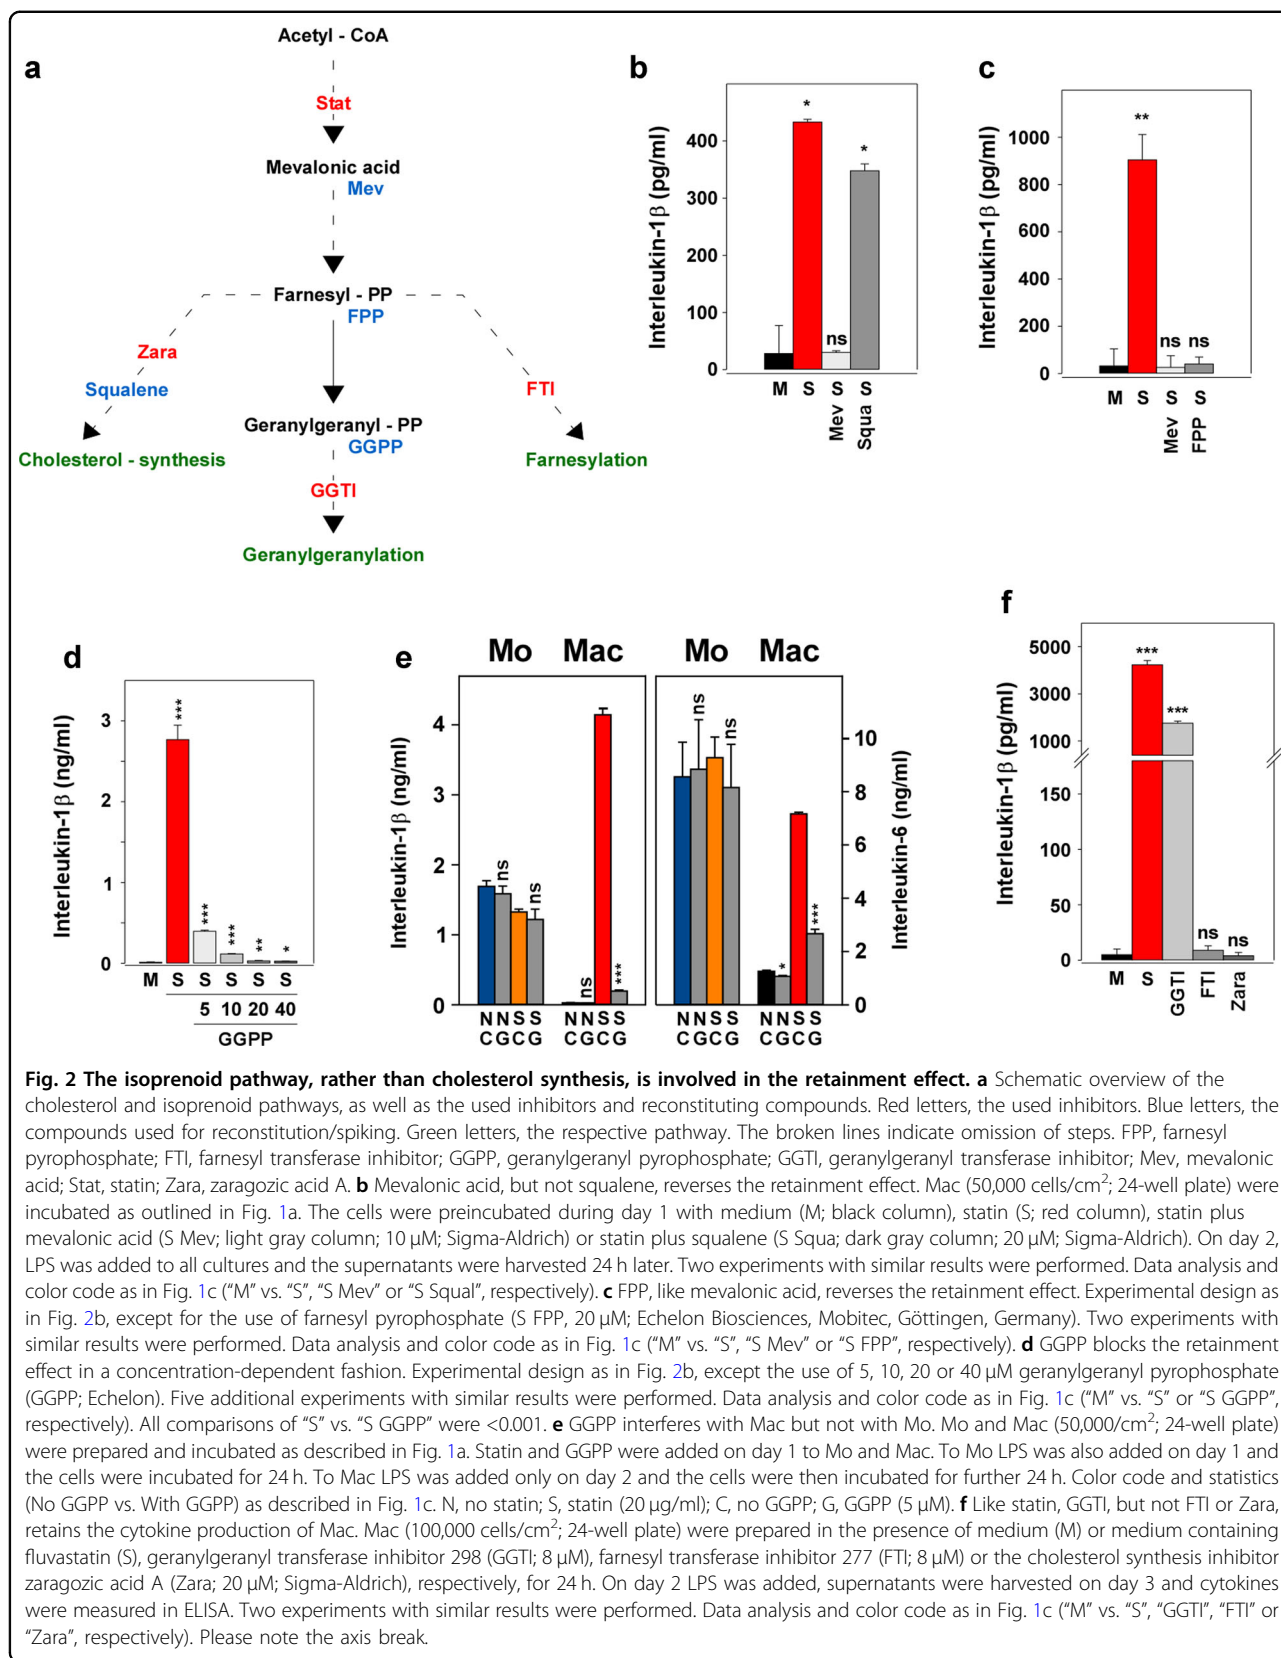 a
Acetyl - CoA
Stat
Mevalonic acid
Mev
Farnesyl - PP
FPP
Zara
Squalene
FTI
Geranylgeranyl - PP
GGPP
Cholesterol - synthesis
Farnesylation
GGTI
Geranylgeranylation
b
Interleukin-1β (pg/ml)
400
300
200
100
0
*
ns
*
M S S S
Mev Squa
c
Interleukin-1β (pg/ml)
1000
800
600
400
200
0
**
ns ns
M S S S
Mev FPP
d
Interleukin-1β (ng/ml)
3
2
1
0
*** *** *** ** *
M S S S S S
5 10 20 40
GGPP
e
Mo Mac Mo Mac
Interleukin-1β (ng/ml)
4
3
2
1
0
ns ns ns ***
ns ns * ***
N N S S N N S S N N S S N N S S
C G C G C G C G C G C G C G C G
10
8
6
4
2
0
Interleukin-6 (ng/ml)
f
Interleukin-1β (pg/ml)
5000
3000
1000
150
100
50
0
***
***
ns
ns
M S GGTI FTI Zara
Fig. 2 The isoprenoid pathway, rather than cholesterol synthesis, is involved in the retainment effect. a Schematic overview of the
cholesterol and isoprenoid pathways, as well as the used inhibitors and reconstituting compounds. Red letters, the used inhibitors. Blue letters, the
compounds used for reconstitution/spiking. Green letters, the respective pathway. The broken lines indicate omission of steps. FPP, farnesyl
pyrophosphate; FTI, farnesyl transferase inhibitor; GGPP, geranylgeranyl pyrophosphate; GGTI, geranylgeranyl transferase inhibitor; Mev, mevalonic
acid; Stat, statin; Zara, zaragozic acid A. b Mevalonic acid, but not squalene, reverses the retainment effect. Mac (50,000 cells/cm²; 24-well plate) were
incubated as outlined in Fig. 1a. The cells were preincubated during day 1 with medium (M; black column), statin (S; red column), statin plus
mevalonic acid (S Mev; light gray column; 10 µM; Sigma-Aldrich) or statin plus squalene (S Squa; dark gray column; 20 µM; Sigma-Aldrich). On day 2,
LPS was added to all cultures and the supernatants were harvested 24 h later. Two experiments with similar results were performed. Data analysis and
color code as in Fig. 1c (“M” vs. “S”, “S Mev” or “S Squal”, respectively). c FPP, like mevalonic acid, reverses the retainment effect. Experimental design as
in Fig. 2b, except for the use of farnesyl pyrophosphate (S FPP, 20 µM; Echelon Biosciences, Mobitec, Göttingen, Germany). Two experiments with
similar results were performed. Data analysis and color code as in Fig. 1c (“M” vs. “S”, “S Mev” or “S FPP”, respectively). d GGPP blocks the retainment
effect in a concentration-dependent fashion. Experimental design as in Fig. 2b, except the use of 5, 10, 20 or 40 µM geranylgeranyl pyrophosphate
(GGPP; Echelon). Five additional experiments with similar results were performed. Data analysis and color code as in Fig. 1c (“M” vs. “S” or “S GGPP”,
respectively). All comparisons of “S” vs. “S GGPP” were <0.001. e GGPP interferes with Mac but not with Mo. Mo and Mac (50,000/cm²; 24-well plate)
were prepared and incubated as described in Fig. 1a. Statin and GGPP were added on day 1 to Mo and Mac. To Mo LPS was also added on day 1 and
the cells were incubated for 24 h. To Mac LPS was added only on day 2 and the cells were then incubated for further 24 h. Color code and statistics
(No GGPP vs. With GGPP) as described in Fig. 1c. N, no statin; S, statin (20 µg/ml); C, no GGPP; G, GGPP (5 µM). f Like statin, GGTI, but not FTI or Zara,
retains the cytokine production of Mac. Mac (100,000 cells/cm²; 24-well plate) were prepared in the presence of medium (M) or medium containing
fluvastatin (S), geranylgeranyl transferase inhibitor 298 (GGTI; 8 µM), farnesyl transferase inhibitor 277 (FTI; 8 µM) or the cholesterol synthesis inhibitor
zaragozic acid A (Zara; 20 µM; Sigma-Aldrich), respectively, for 24 h. On day 2 LPS was added, supernatants were harvested on day 3 and cytokines
were measured in ELISA. Two experiments with similar results were performed. Data analysis and color code as in Fig. 1c (“M” vs. “S”, “GGTI”, “FTI” or
“Zara”, respectively). Please note the axis break.